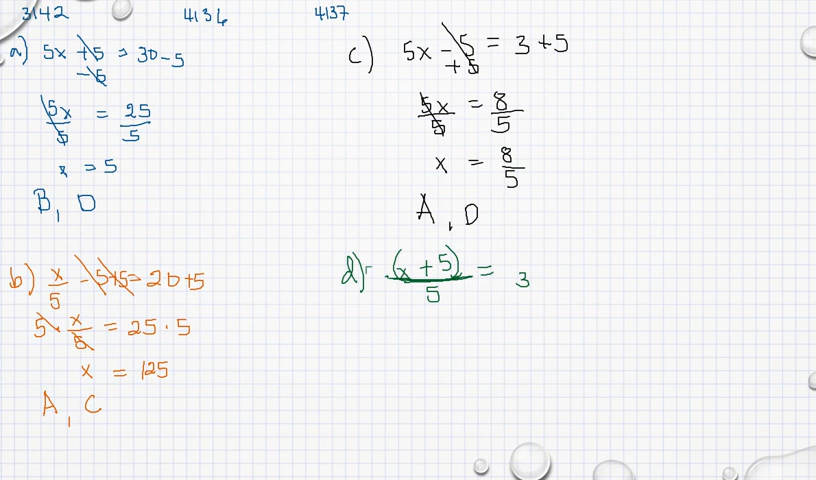 3142 4136 4137
a) 5x + 5 = 30 - 5
- 5
5x/5 = 25/5
x = 5
B, D
b) x/5 - 5 + 5 = 20 + 5
5 · x/5 = 25 · 5
x = 125
A, C
c) 5x - 5 = 3 + 5
+ 5
5x/5 = 8/5
x = 8/5
A, D
d) (x + 5)/5 = 3